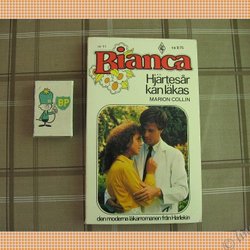 Bianca
Hjärtesår
kan läkas
MARION COLLIN
BP
den moderna läkarromanen från Harlekin